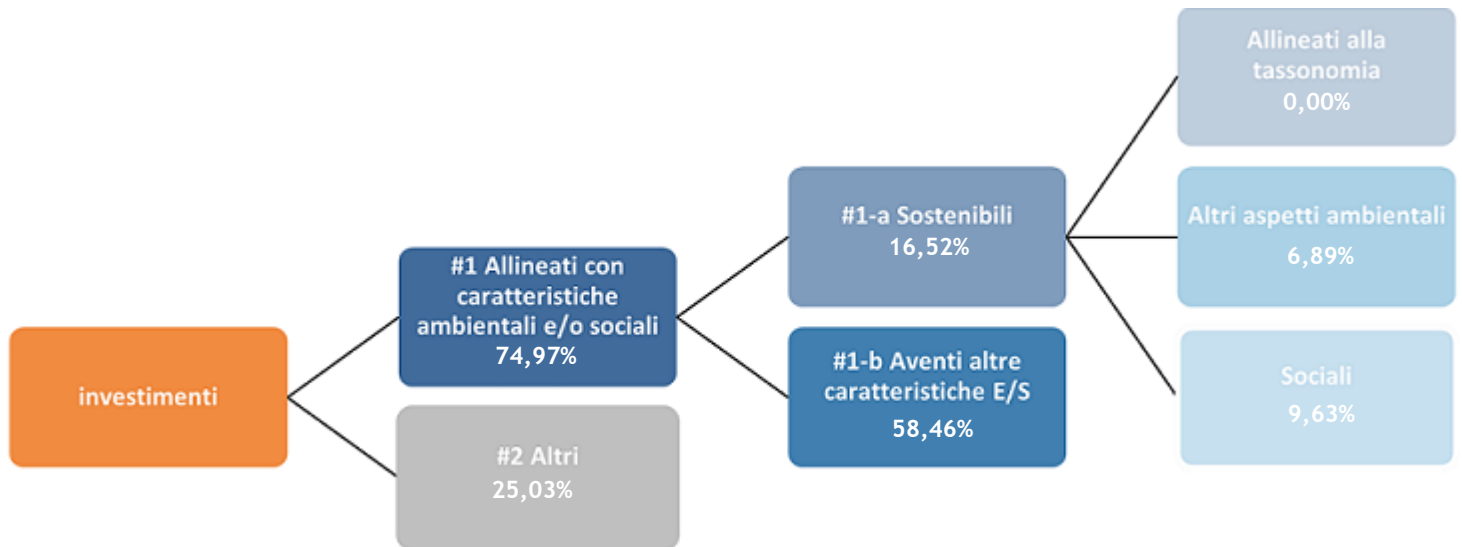 investimenti
#1 Allineati con
caratteristiche
ambientali e/o sociali
74,97%
#2 Altri
25,03%
#1-a Sostenibili
16,52%
#1-b Aventi altre
caratteristiche E/S
58,46%
Allineati alla
tassonomia
0,00%
Altri aspetti ambientali
6,89%
Sociali
9,63%